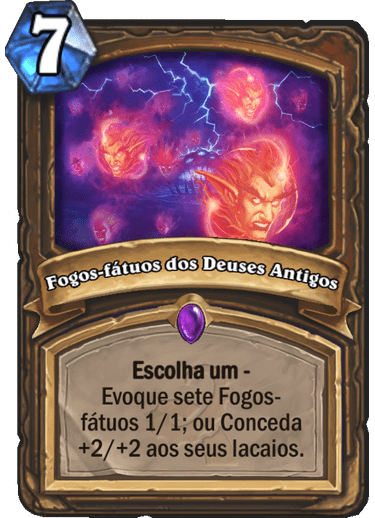 7
Fogos-fátuos dos Deuses Antigos
Escolha um -
Evoque sete Fogos-
fátuos 1/1; ou Conceda
+2/+2 aos seus lacaios.